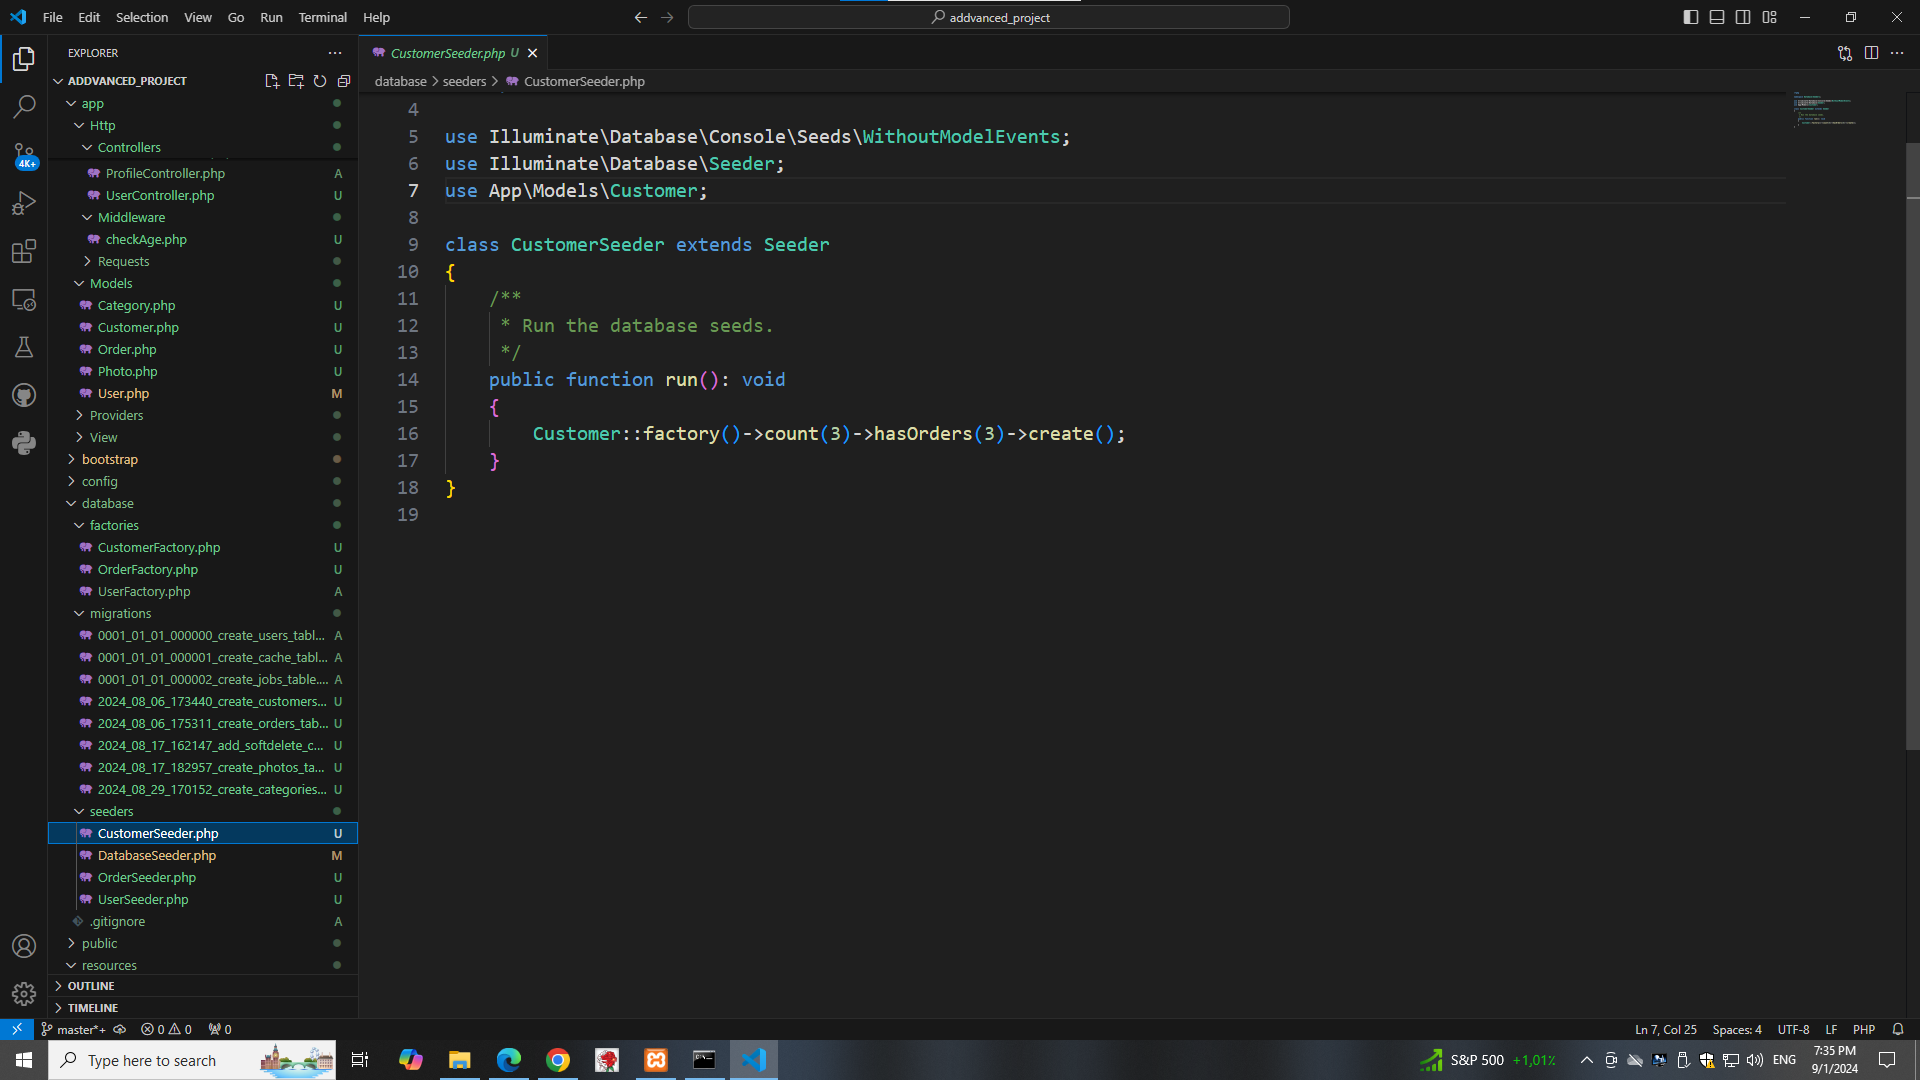 File Edit Selection View Go Run Terminal Help
addvanced_project
EXPLORER
ADDVANCED_PROJECT
app
Http
Controllers
ProfileController.php A
UserController.php U
Middleware
checkAge.php U
Requests
Models
Category.php U
Customer.php U
Order.php U
Photo.php U
User.php M
Providers
View
bootstrap
config
database
factories
CustomerFactory.php U
OrderFactory.php U
UserFactory.php A
migrations
0001_01_01_000000_create_users_tabl... A
0001_01_01_000001_create_cache_tabl... A
0001_01_01_000002_create_jobs_table.... A
2024_08_06_173440_create_customers... U
2024_08_06_175311_create_orders_tab... U
2024_08_17_162147_add_softdelete_c... U
2024_08_17_182957_create_photos_ta... U
2024_08_29_170152_create_categories... U
seeders
CustomerSeeder.php U
DatabaseSeeder.php M
OrderSeeder.php U
UserSeeder.php U
.gitignore A
public
resources
OUTLINE
TIMELINE
4K+
CustomerSeeder.php U
database > seeders > CustomerSeeder.php
4
5 use Illuminate\Database\Console\Seeds\WithoutModelEvents;
6 use Illuminate\Database\Seeder;
7 use App\Models\Customer;
8
9 class CustomerSeeder extends Seeder
10 {
11 /**
12 * Run the database seeds.
13 */
14 public function run(): void
15 {
16 Customer::factory()->count(3)->hasOrders(3)->create();
17 }
18 }
19
master*+ 0 0 0
Ln 7, Col 25 Spaces: 4 UTF-8 LF PHP
Type here to search
S&P 500 +1,01%
ENG
7:35 PM
9/1/2024